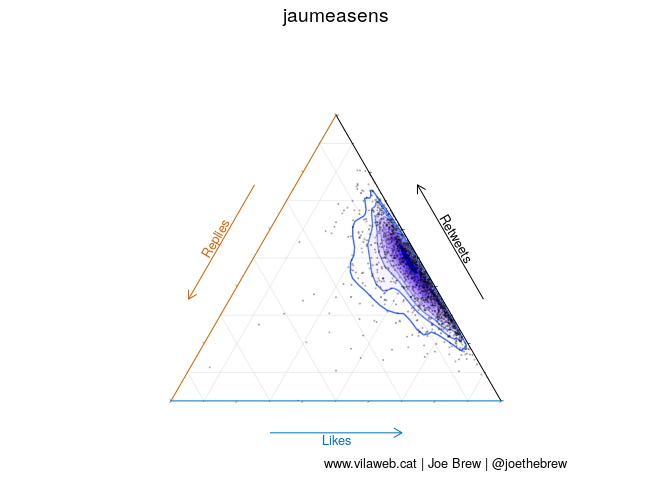 jaumeasens
Replies
Retweets
Likes
www.vilaweb.cat | Joe Brew | @joethebrew